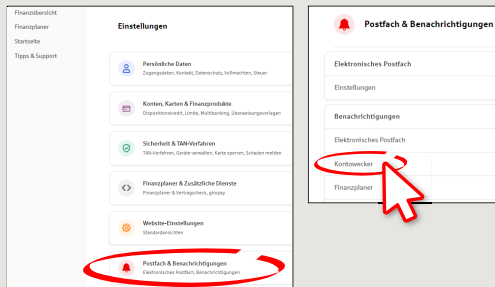 Finanzübersicht
Finanzplaner
Startseite
Tipps & Support
Einstellungen
Persönliche Daten
Zugangsdaten, Kontakt, Datenschutz, Vollmachten, Steuer
Konten, Karten & Finanzprodukte
Dispositionskredit, Limits, Multibanking, Überweisungsvorlagen
Sicherheit & TAN-Verfahren
TAN-Verfahren, Geräte verwalten, Karte sperren, Schaden melden
Finanzplaner & Zusätzliche Dienste
Finanzplaner & Vertragscheck, giropay
Website-Einstellungen
Standardansichten
Postfach & Benachrichtigungen
Elektronisches Postfach, Benachrichtigungen
Postfach & Benachrichtigungen
Elektronisches Postfach
Einstellungen
Benachrichtigungen
Elektronisches Postfach
Kontowecker
Finanzplaner